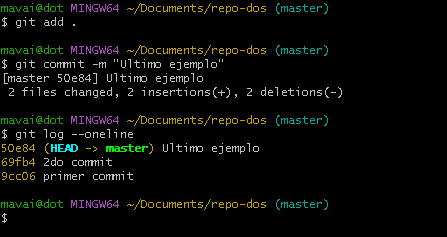 mavai@dot MINGW64 ~/Documents/repo-dos (master)
$ git add .
mavai@dot MINGW64 ~/Documents/repo-dos (master)
$ git commit -m "Ultimo ejemplo"
[master 50e84] Ultimo ejemplo
2 files changed, 2 insertions(+), 2 deletions(-)
mavai@dot MINGW64 ~/Documents/repo-dos (master)
$ git log --oneline
50e84 (HEAD -> master) Ultimo ejemplo
69fb4 2do commit
9cc06 primer commit
mavai@dot MINGW64 ~/Documents/repo-dos (master)
$